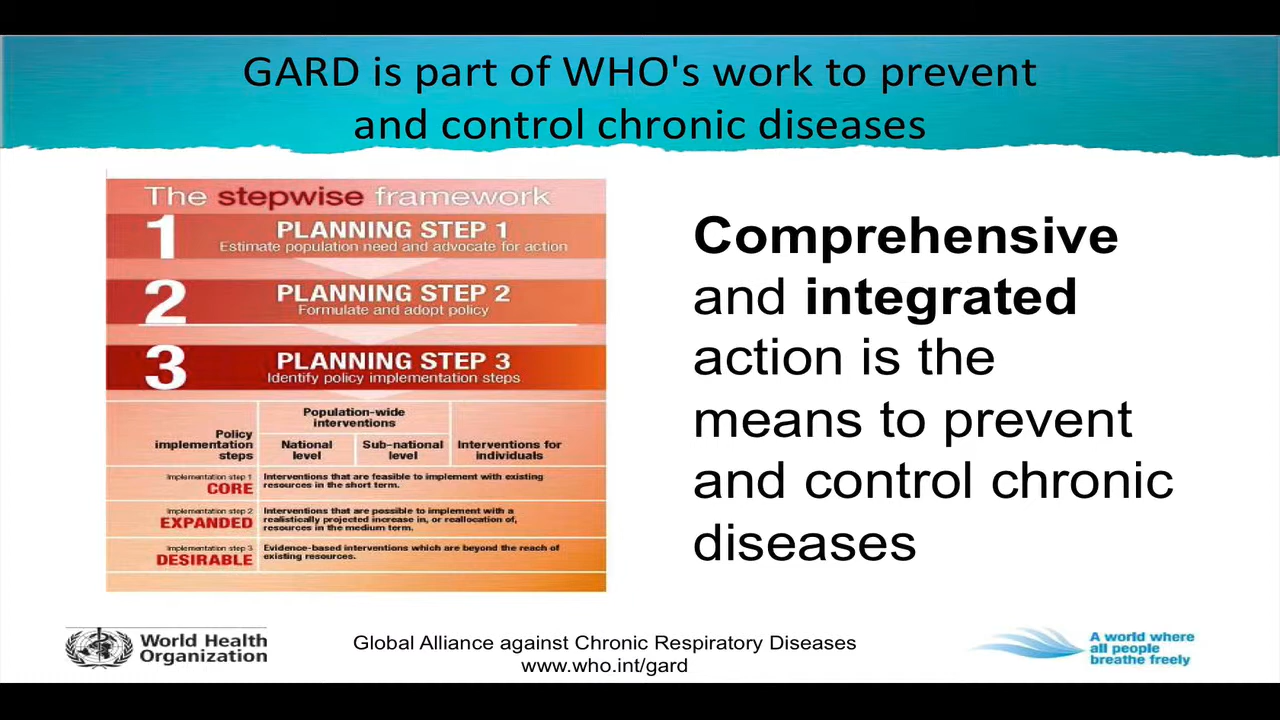 GARD is part of WHO's work to prevent
and control chronic diseases
The stepwise framework
1
PLANNING STEP 1
Estimate population need and advocate for action
2
PLANNING STEP 2
Formulate and adopt policy
3
PLANNING STEP 3
Identify policy implementation steps
Policy
implementation
steps
Population-wide
interventions
National
level
Sub-national
level
Interventions for
individuals
Implementation step 1
CORE
Interventions that are feasible to implement with existing
resources in the short term.
Implementation step 2
EXPANDED
Interventions that are possible to implement with a
realistically projected increase in, or reallocation of,
resources in the medium term.
Implementation step 3
DESIRABLE
Evidence-based interventions which are beyond the reach of
existing resources.
Comprehensive
and integrated
action is the
means to prevent
and control chronic
diseases
World Health
Organization
Global Alliance against Chronic Respiratory Diseases
www.who.int/gard
A world where
all people
breathe freely